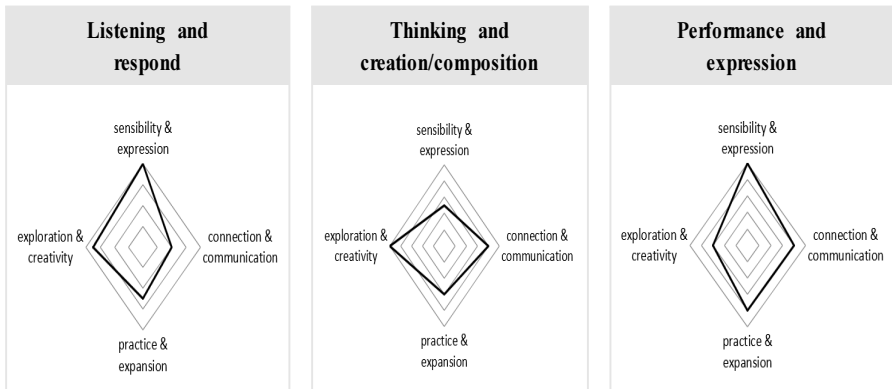 Listening and
respond
sensibility &
expression
exploration &
creativity
connection &
communication
practice &
expansion
Thinking and
creation/composition
sensibility &
expression
exploration &
creativity
connection &
communication
practice &
expansion
Performance and
expression
sensibility &
expression
exploration &
creativity
connection &
communication
practice &
expansion